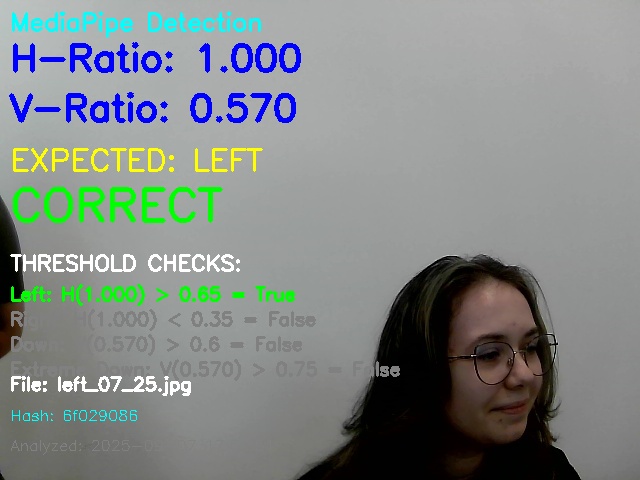 MediaPipe Detection
H-Ratio: 1.000
V-Ratio: 0.570
EXPECTED: LEFT
CORRECT
THRESHOLD CHECKS:
Left: H(1.000) > 0.65 = True
H(1.000) < 0.35 = False
V(0.570) > 0.6 = False
Down: V(0.570) > 0.75 = False
File: left_07_25.jpg
Hash: 6f029086
Analyzed: